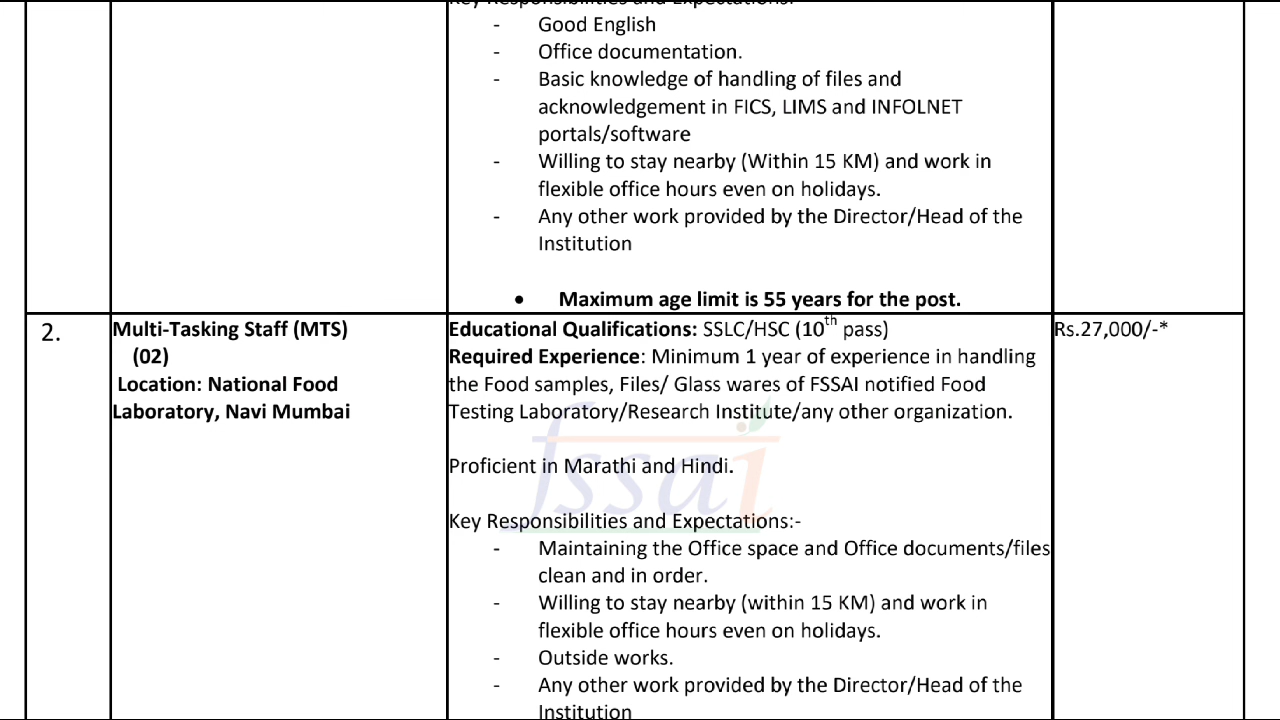 Key Responsibilities and Expectations:
- Good English
- Office documentation.
- Basic knowledge of handling of files and
acknowledgement in FICS, LIMS and INFOLNET
portals/software
- Willing to stay nearby (Within 15 KM) and work in
flexible office hours even on holidays.
- Any other work provided by the Director/Head of the
Institution
• Maximum age limit is 55 years for the post.
2.
Multi-Tasking Staff (MTS)
(02)
Location: National Food
Laboratory, Navi Mumbai
Educational Qualifications: SSLC/HSC (10th pass)
Required Experience: Minimum 1 year of experience in handling
the Food samples, Files/ Glass wares of FSSAI notified Food
Testing Laboratory/Research Institute/any other organization.
Proficient in Marathi and Hindi.
Key Responsibilities and Expectations:-
- Maintaining the Office space and Office documents/files
clean and in order.
- Willing to stay nearby (within 15 KM) and work in
flexible office hours even on holidays.
- Outside works.
- Any other work provided by the Director/Head of the
Institution
Rs.27,000/-*
fssai